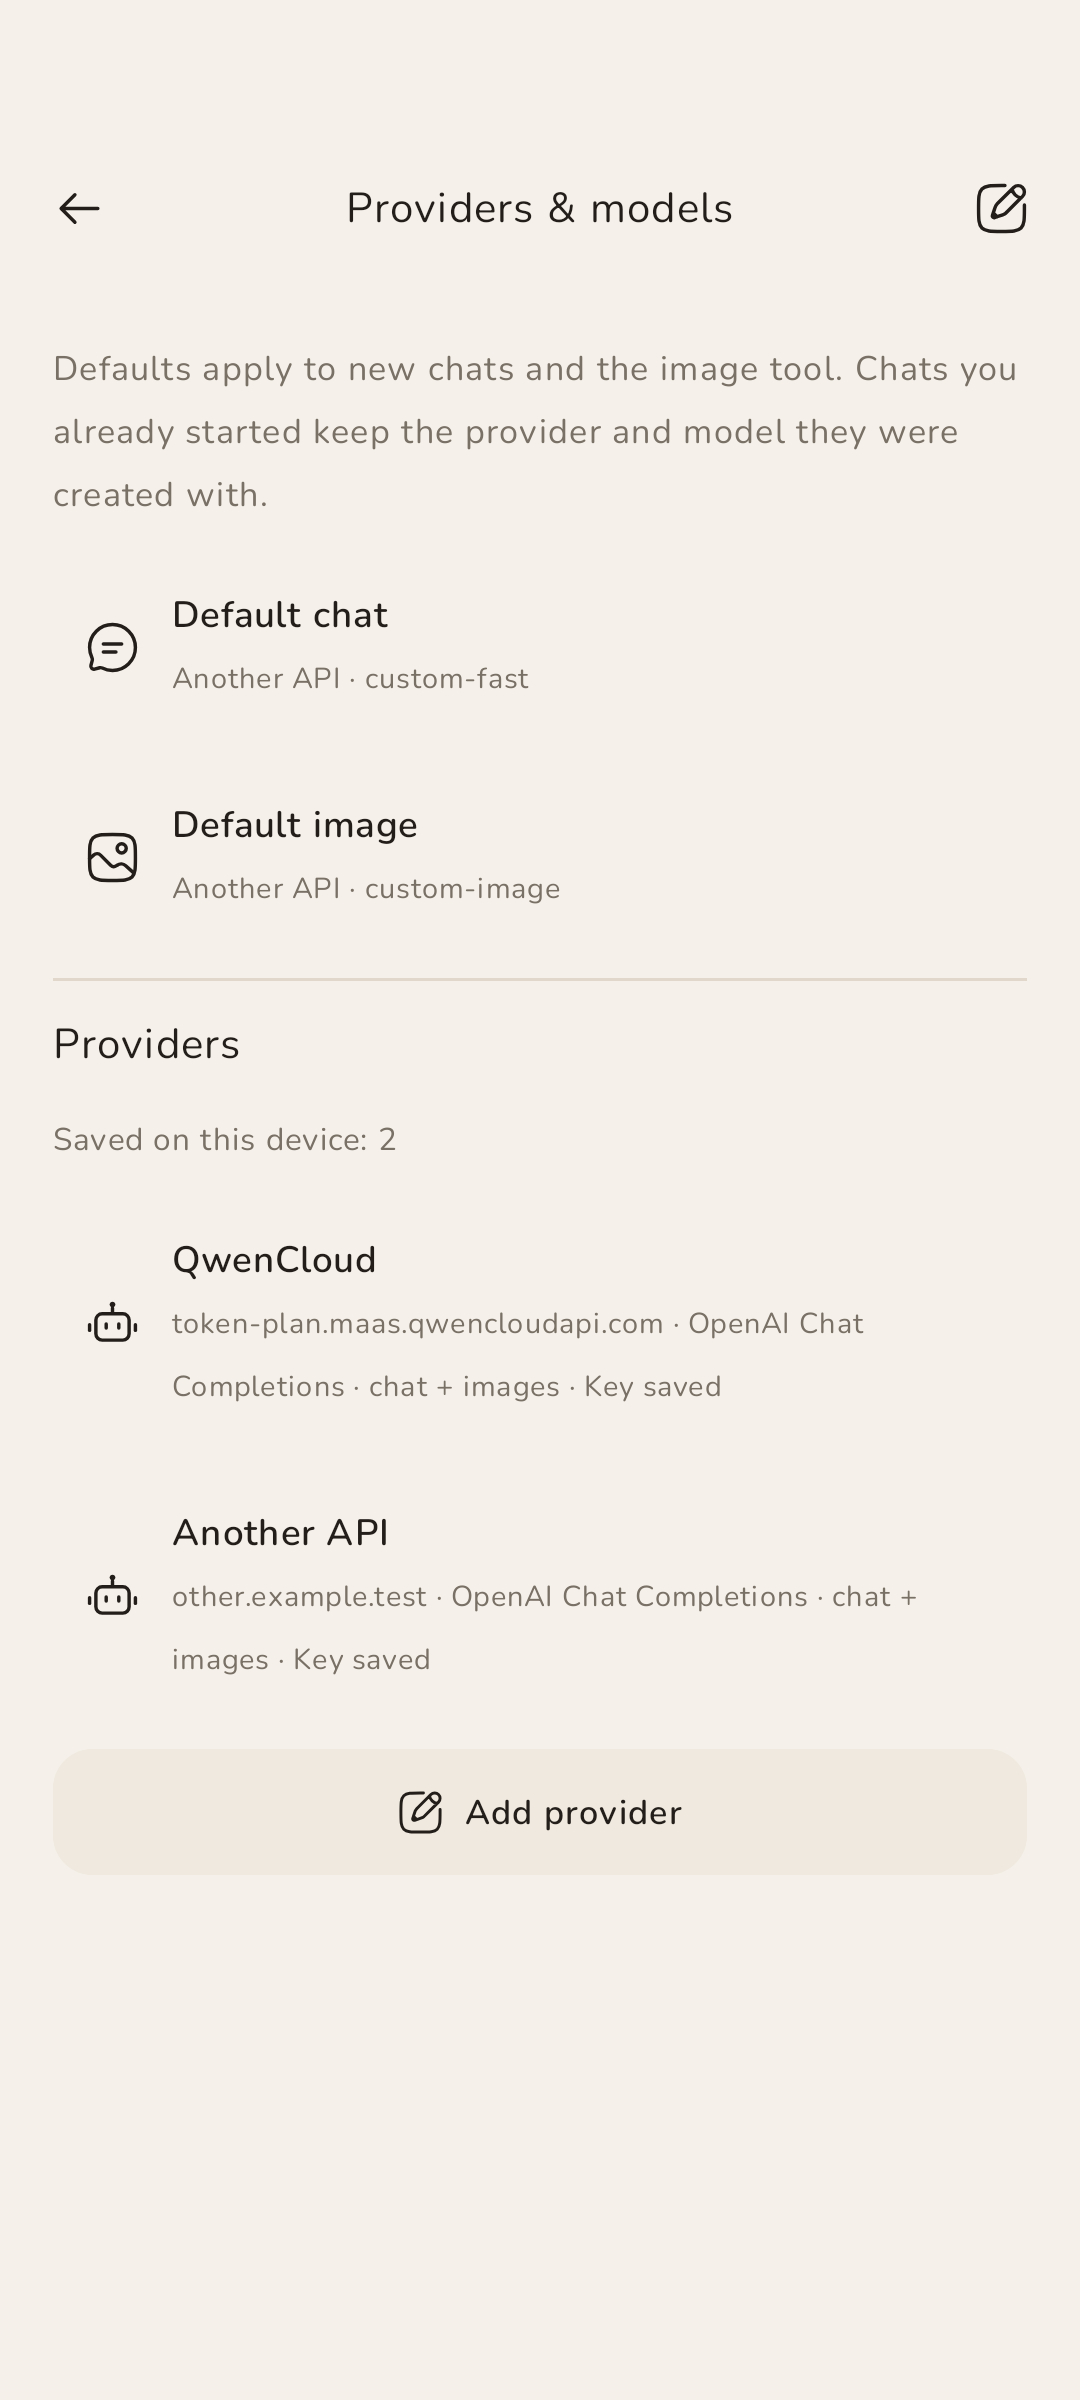 Providers & models
Defaults apply to new chats and the image tool. Chats you
already started keep the provider and model they were
created with.
Default chat
Another API · custom-fast
Default image
Another API · custom-image
Providers
Saved on this device: 2
QwenCloud
token-plan.maas.qwencloudapi.com · OpenAI Chat
Completions · chat + images · Key saved
Another API
other.example.test · OpenAI Chat Completions · chat +
images · Key saved
Add provider